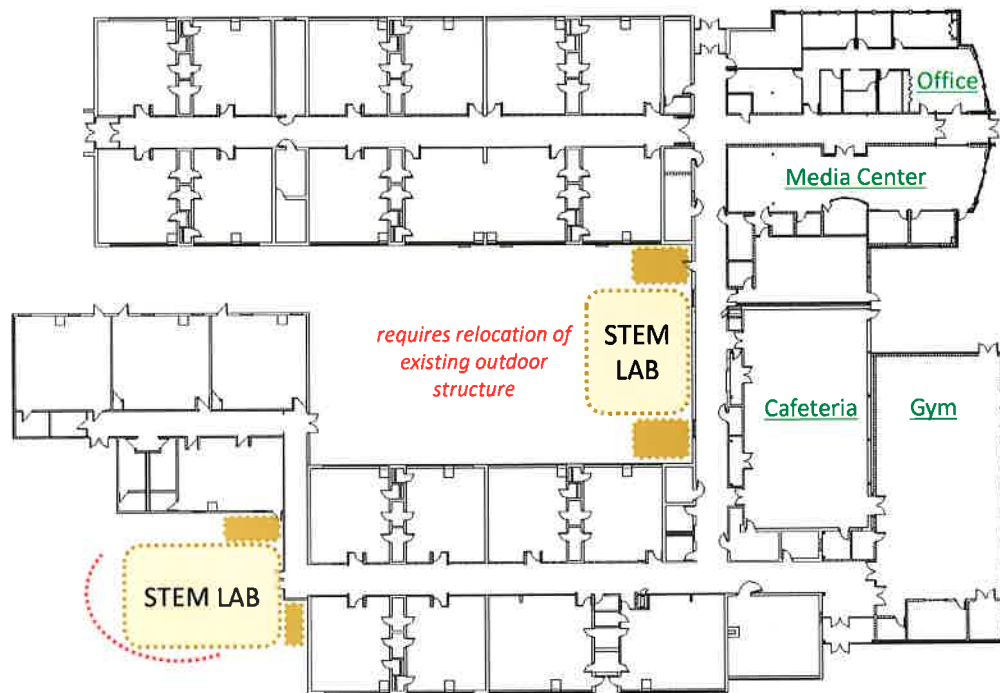 Office
Media Center
requires relocation of
existing outdoor
structure
STEM
LAB
Cafeteria
Gym
STEM LAB